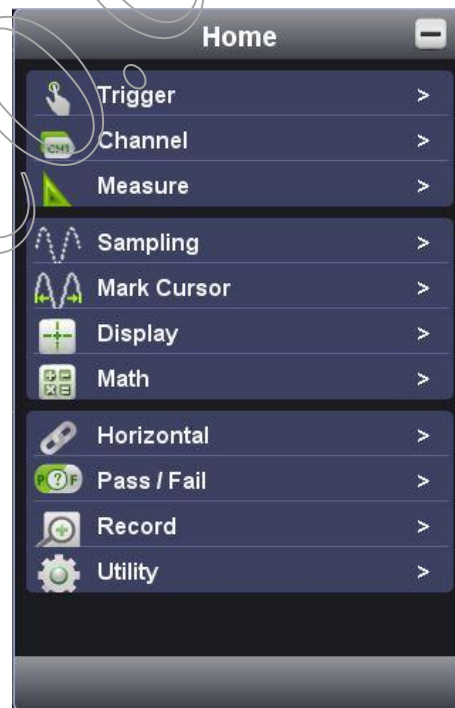 Home
Trigger >
CH1
Channel >
Measure >
Sampling >
Mark Cursor >
Display >
Math >
Horizontal >
P?F Pass / Fail >
Record >
Utility >